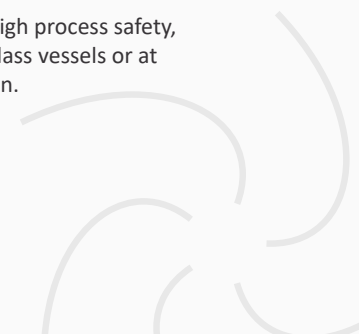 igh process safety,
lass vessels or at
n.